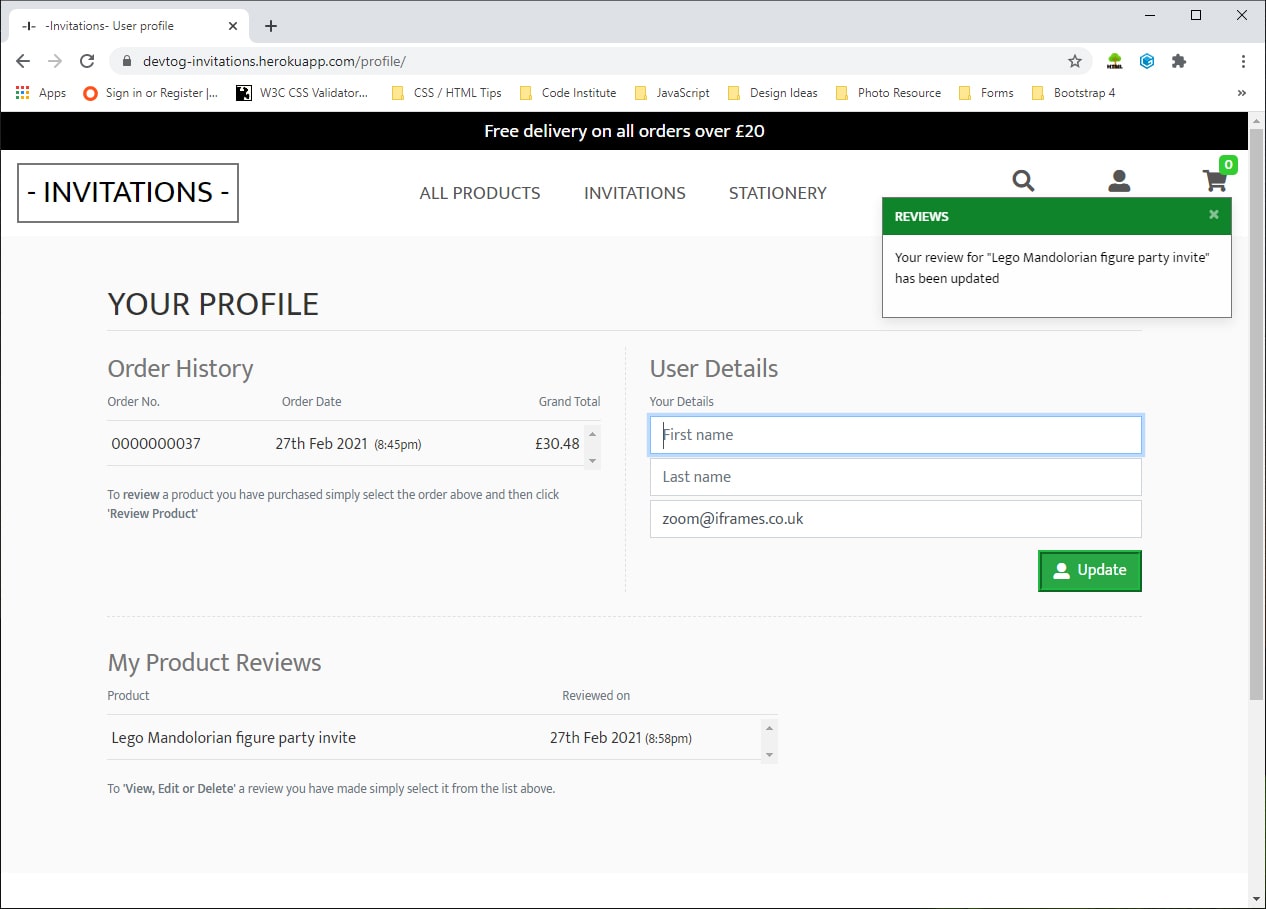 -I- -Invitations- User profile
devtog-invitations.herokuapp.com/profile/
Apps Sign in or Register |... W3C CSS Validator... CSS / HTML Tips Code Institute JavaScript Design Ideas Photo Resource Forms Bootstrap 4 »
Free delivery on all orders over £20
- INVITATIONS - ALL PRODUCTS INVITATIONS STATIONERY 0
REVIEWS ×
Your review for "Lego Mandolorian figure party invite"
has been updated
YOUR PROFILE
Order History
Order No. Order Date Grand Total
0000000037 27th Feb 2021 (8:45pm) £30.48
To review a product you have purchased simply select the order above and then click
'Review Product'
User Details
Your Details
First name
Last name
zoom@iframes.co.uk
Update
My Product Reviews
Product Reviewed on
Lego Mandolorian figure party invite 27th Feb 2021 (8:58pm)
To 'View, Edit or Delete' a review you have made simply select it from the list above.